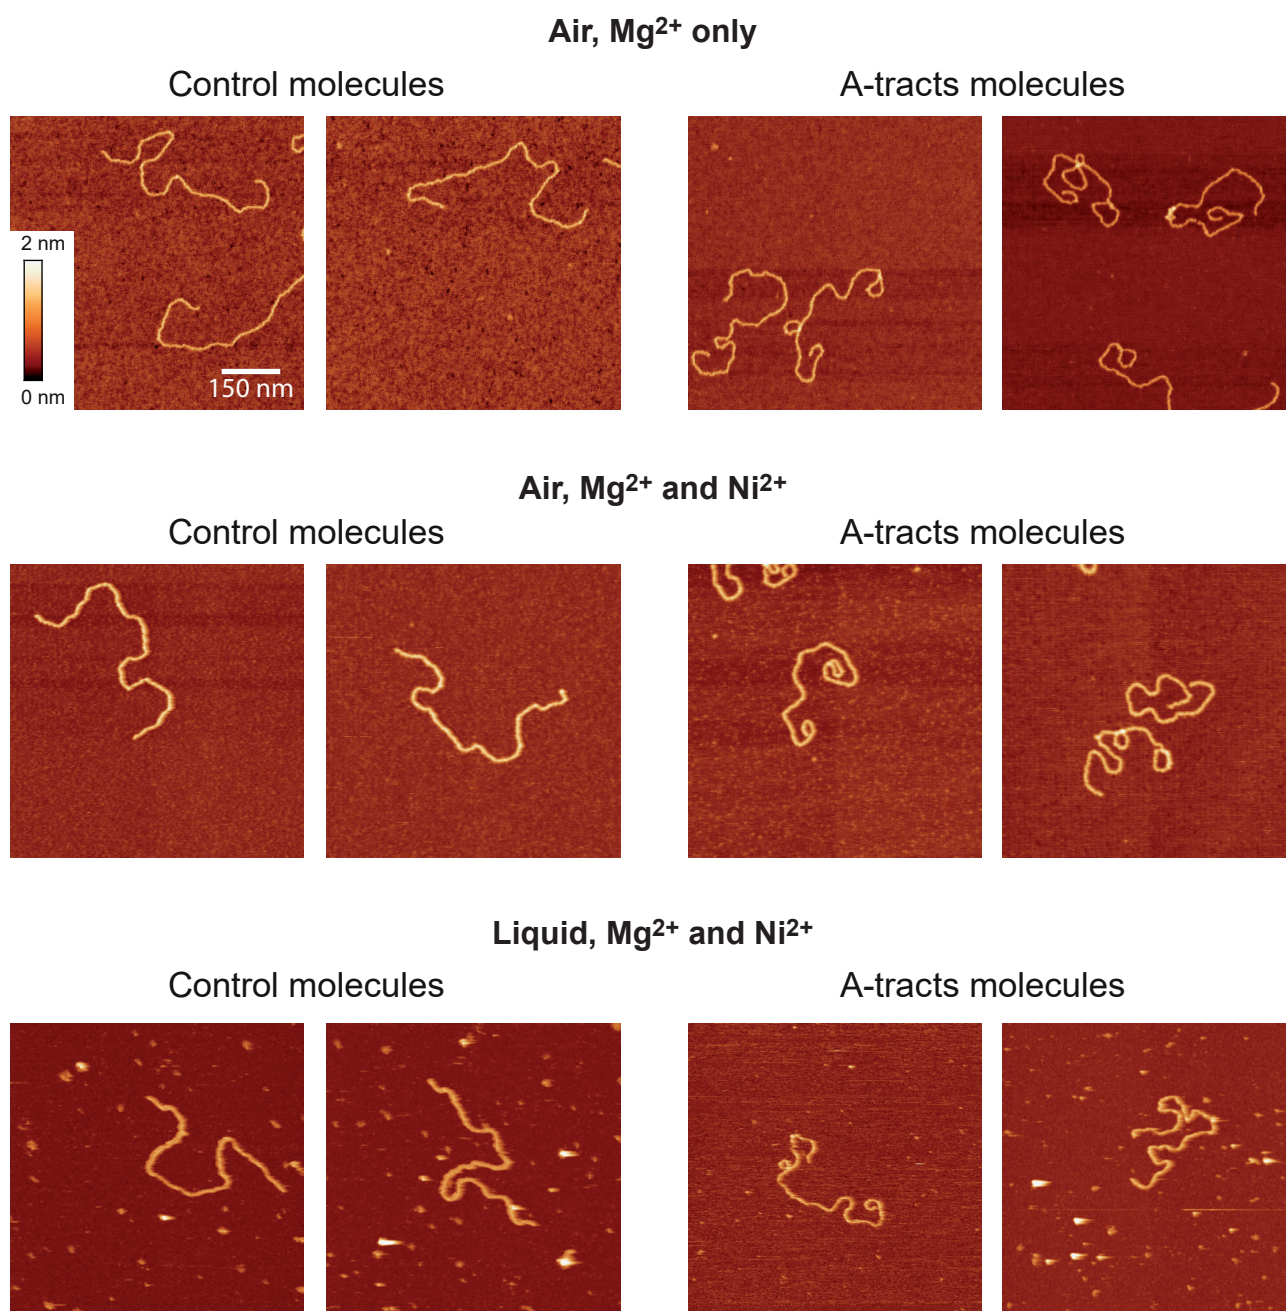 Air, Mg²⁺ only
Control molecules
A-tracts molecules
2 nm
0 nm
150 nm
Air, Mg²⁺ and Ni²⁺
Control molecules
A-tracts molecules
Liquid, Mg²⁺ and Ni²⁺
Control molecules
A-tracts molecules